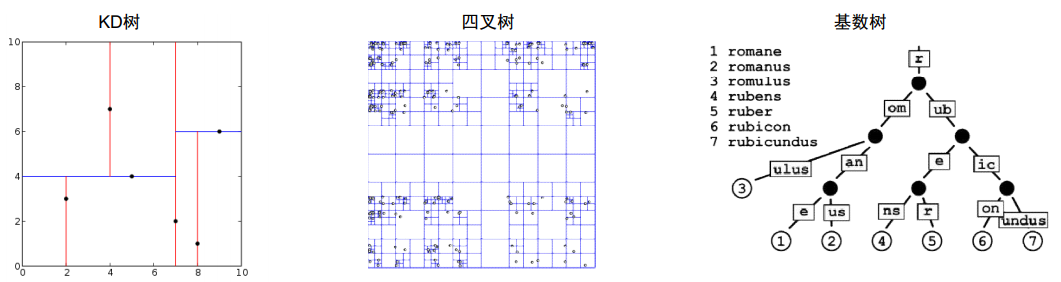 KD树
四叉树
基数树
10
8
6
4
2
0
0 2 4 6 8 10
1 romane
2 romanus
3 romulus
4 rubens
5 ruber
6 rubicon
7 rubicundus
r
om ub
ulus an e ic
3
e us ns r on undus
1 2 4 5 6 7